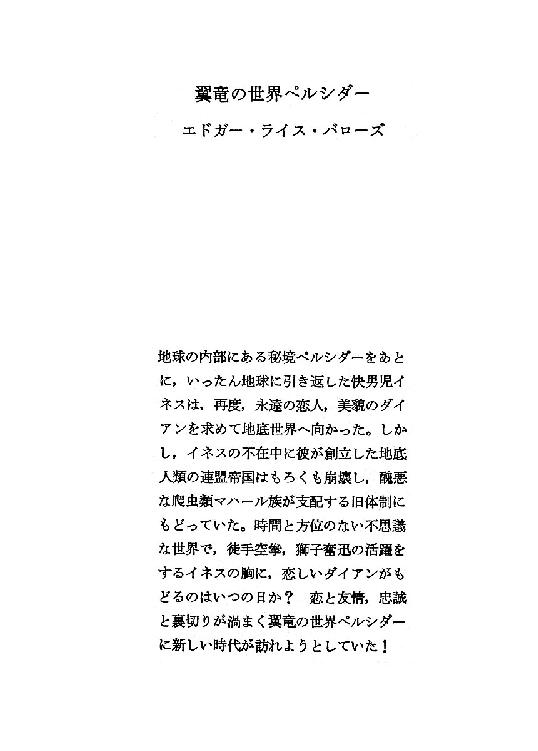 翼竜の世界ペルシダー
エドガー・ライス・バローズ
地球の内部にある秘境ペルシダーをあと
に，いったん地球に引き返した快男児イ
ネスは，再度，永遠の恋人，美貌のダイ
アンを求めて地底世界へ向かった。しか
し，イネスの不在中に彼が創立した地底
人類の連盟帝国はもろくも崩壊し，醜悪
な爬虫類マハール族が支配する旧体制に
もどっていた。時間と方位のない不思議
な世界で，徒手空拳，獅子奮迅の活躍を
するイネスの胸に，恋しいダイアンがも
どるのはいつの日か？　恋と友情，忠誠
と裏切りが渦まく翼竜の世界ペルシダー
に新しい時代が訪れようとしていた！